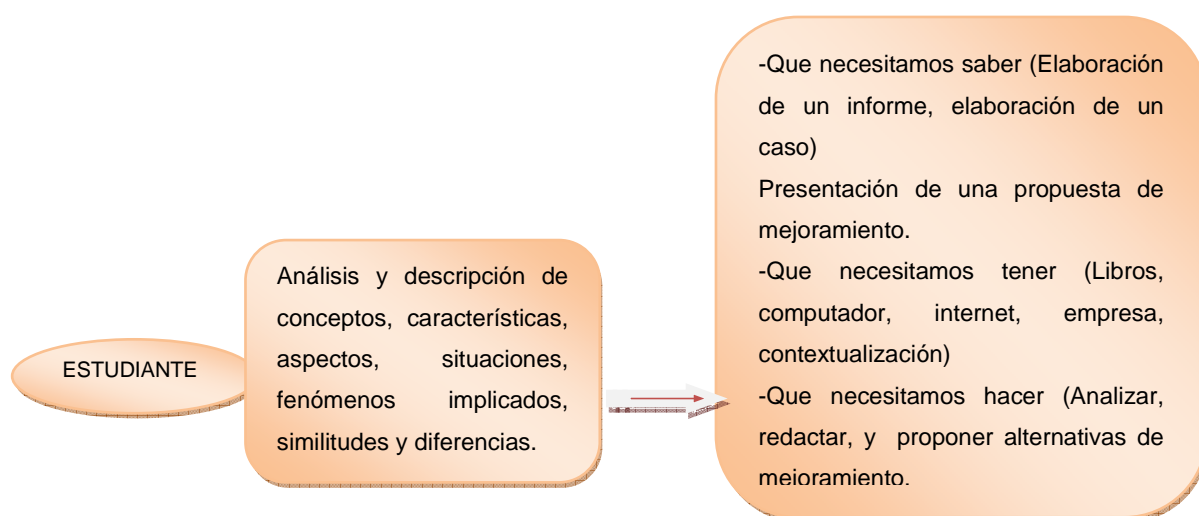 ESTUDIANTE
Análisis y descripción de
conceptos, características,
aspectos, situaciones,
fenómenos implicados,
similitudes y diferencias.
-Que necesitamos saber (Elaboración
de un informe, elaboración de un
caso)
Presentación de una propuesta de
mejoramiento.
-Que necesitamos tener (Libros,
computador, internet, empresa,
contextualización)
-Que necesitamos hacer (Analizar,
redactar, y proponer alternativas de
mejoramiento.